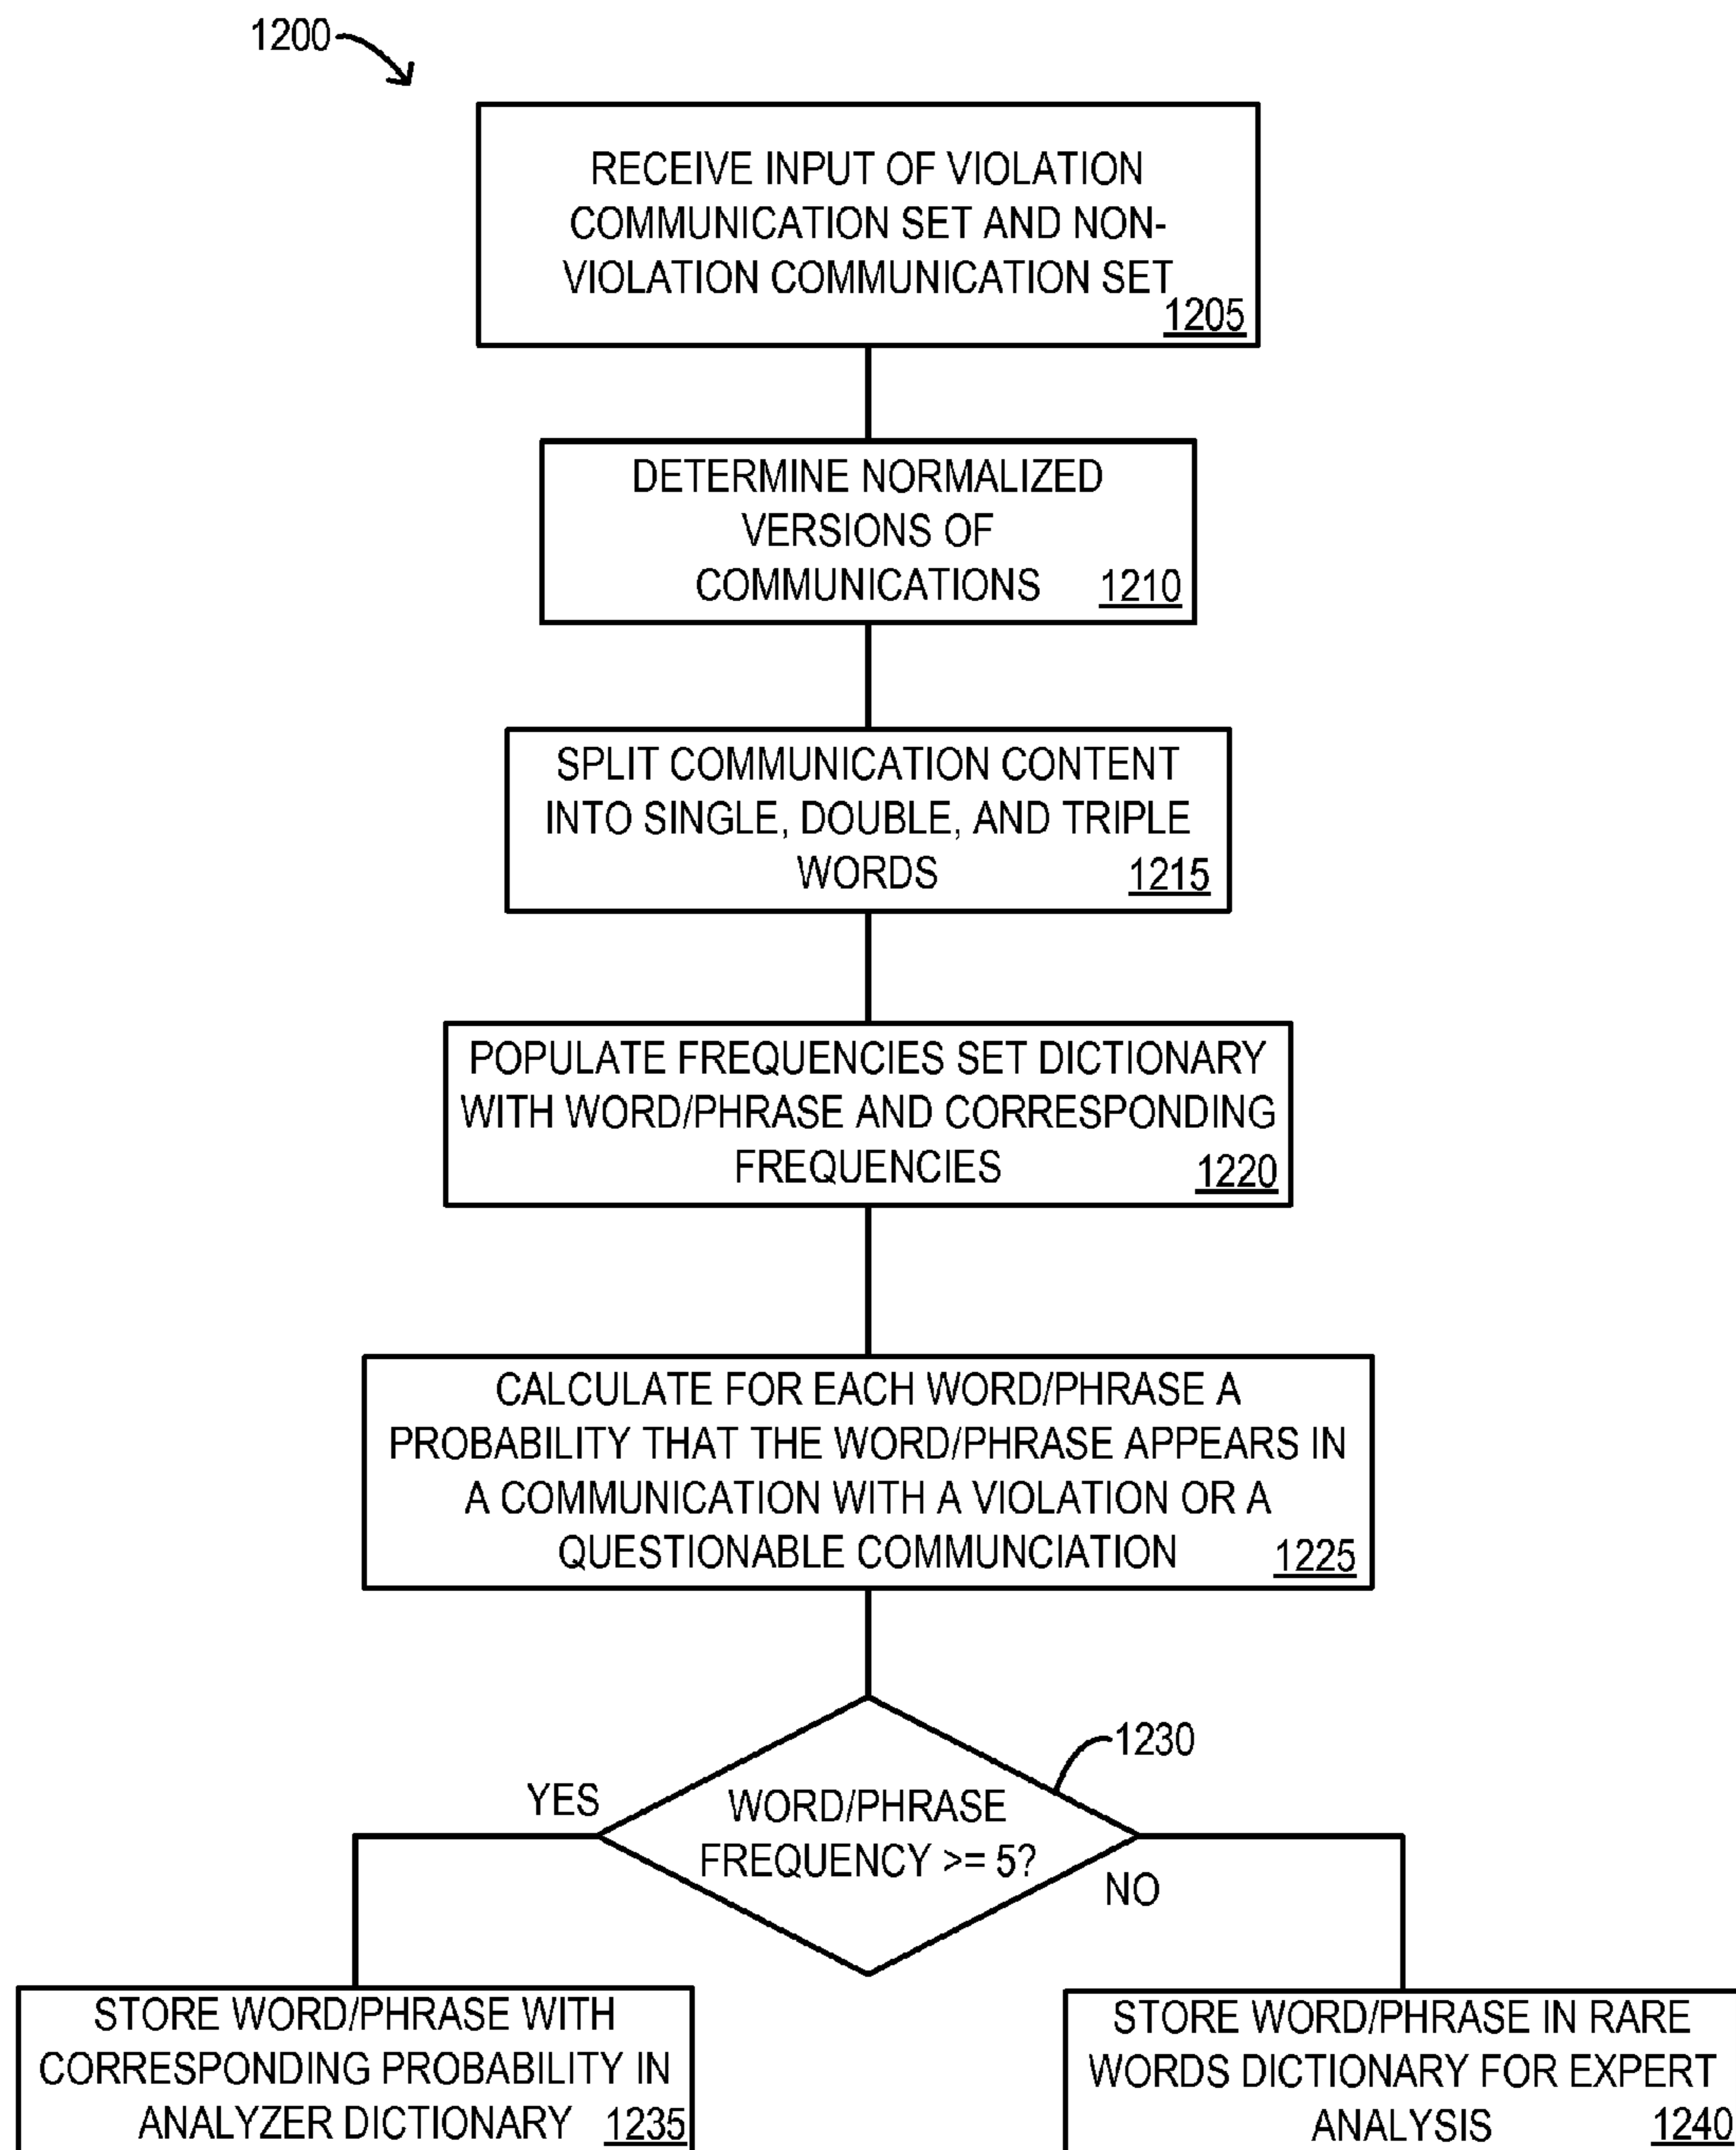 1200
RECEIVE INPUT OF VIOLATION
COMMUNICATION SET AND NON-
VIOLATION COMMUNICATION SET
1205
DETERMINE NORMALIZED
VERSIONS OF
COMMUNICATIONS 1210
SPLIT COMMUNICATION CONTENT
INTO SINGLE, DOUBLE, AND TRIPLE
WORDS 1215
POPULATE FREQUENCIES SET DICTIONARY
WITH WORD/PHRASE AND CORRESPONDING
FREQUENCIES 1220
CALCULATE FOR EACH WORD/PHRASE A
PROBABILITY THAT THE WORD/PHRASE APPEARS IN
A COMMUNICATION WITH A VIOLATION OR A
QUESTIONABLE COMMUNCIATION 1225
1230
YES
WORD/PHRASE
FREQUENCY >= 5?
NO
STORE WORD/PHRASE WITH
CORRESPONDING PROBABILITY IN
ANALYZER DICTIONARY 1235
STORE WORD/PHRASE IN RARE
WORDS DICTIONARY FOR EXPERT
ANALYSIS 1240